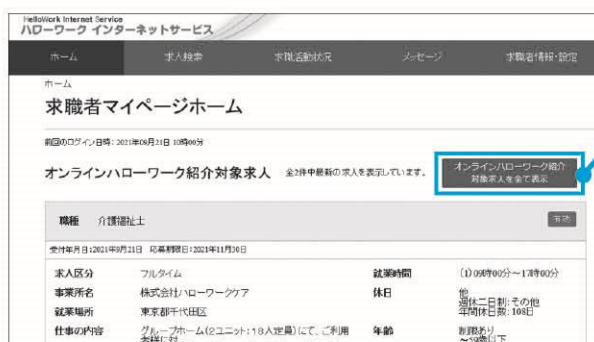 HelloWork Internet Service
ハローワーク インターネットサービス
ホーム 求人検索 求職活動状況 メッセージ 求職者情報・設定
ホーム
求職者マイページホーム
前回のログイン日時:2021年09月21日 10時00分
オンラインハローワーク紹介対象求人 全2件中最新の求人を表示しています。 オンラインハローワーク紹介
対象求人を全て表示
職種 介護福祉士 有効
受付年月日:2021年9月21日 応募期限日:2021年11月30日
求人区分 フルタイム 就業時間 (1)09時00分~17時00分
事業所名 株式会社ハローワークケア 休日 他
週休二日制:その他
就業場所 東京都千代田区 年間休日数:108日
仕事の内容 グループホーム(2ユニット:18人定員)にて、ご利用 年齢 制限あり
者様に対 ~59歳以下